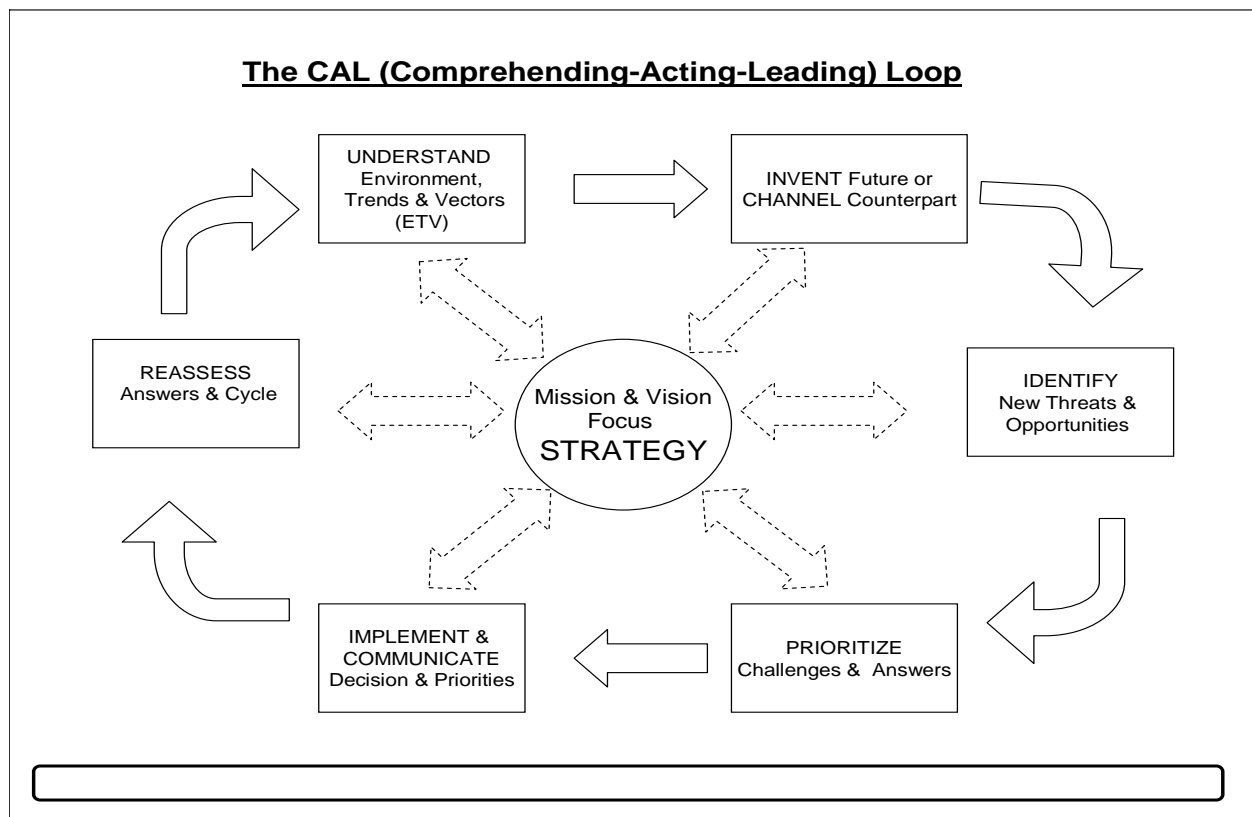 The CAL (Comprehending-Acting-Leading) Loop
UNDERSTAND
Environment,
Trends & Vectors
(ETV)
INVENT Future or
CHANNEL Counterpart
REASSESS
Answers & Cycle
Mission & Vision
Focus
STRATEGY
IDENTIFY
New Threats &
Opportunities
IMPLEMENT &
COMMUNICATE
Decision & Priorities
PRIORITIZE
Challenges & Answers